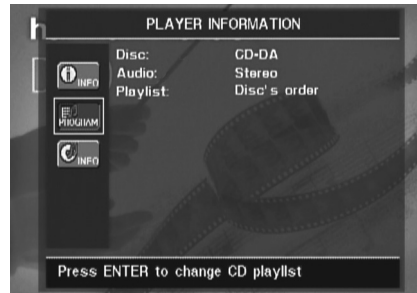 h
PLAYER INFORMATION
Disc: CD-DA
Audio: Stereo
Playlist: Disc's order
INFO
PROGRAM
INFO
Press ENTER to change CD playlist